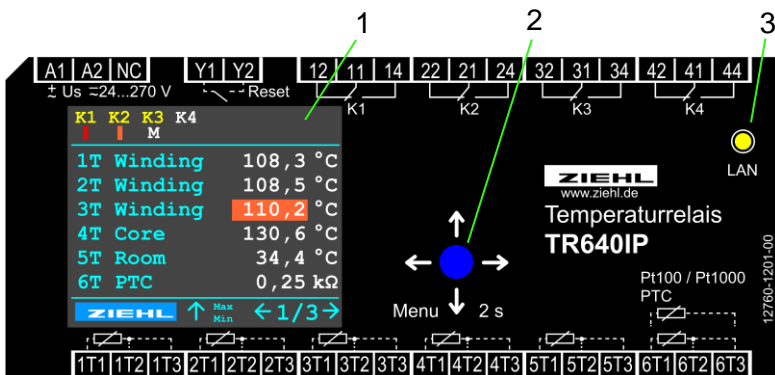 1 2 3
A1 A2 NC Y1 Y2 12 11 14 22 21 24 32 31 34 42 41 44
± Us ≂24...270 V Reset K1 K2 K3 K4
K1 K2 K3 K4
M
1T Winding 108,3 °C
2T Winding 108,5 °C
3T Winding 110,2 °C
4T Core 130,6 °C
5T Room 34,4 °C
6T PTC 0,25 kΩ
ZIEHL ↑ Max Min ←1/3→
Menu 2 s
LAN
ZIEHL
www.ziehl.de
Temperaturrelais
TR640IP
Pt100 / Pt1000
PTC
12760-1201-00
1T1 1T2 1T3 2T1 2T2 2T3 3T1 3T2 3T3 4T1 4T2 4T3 5T1 5T2 5T3 6T1 6T2 6T3